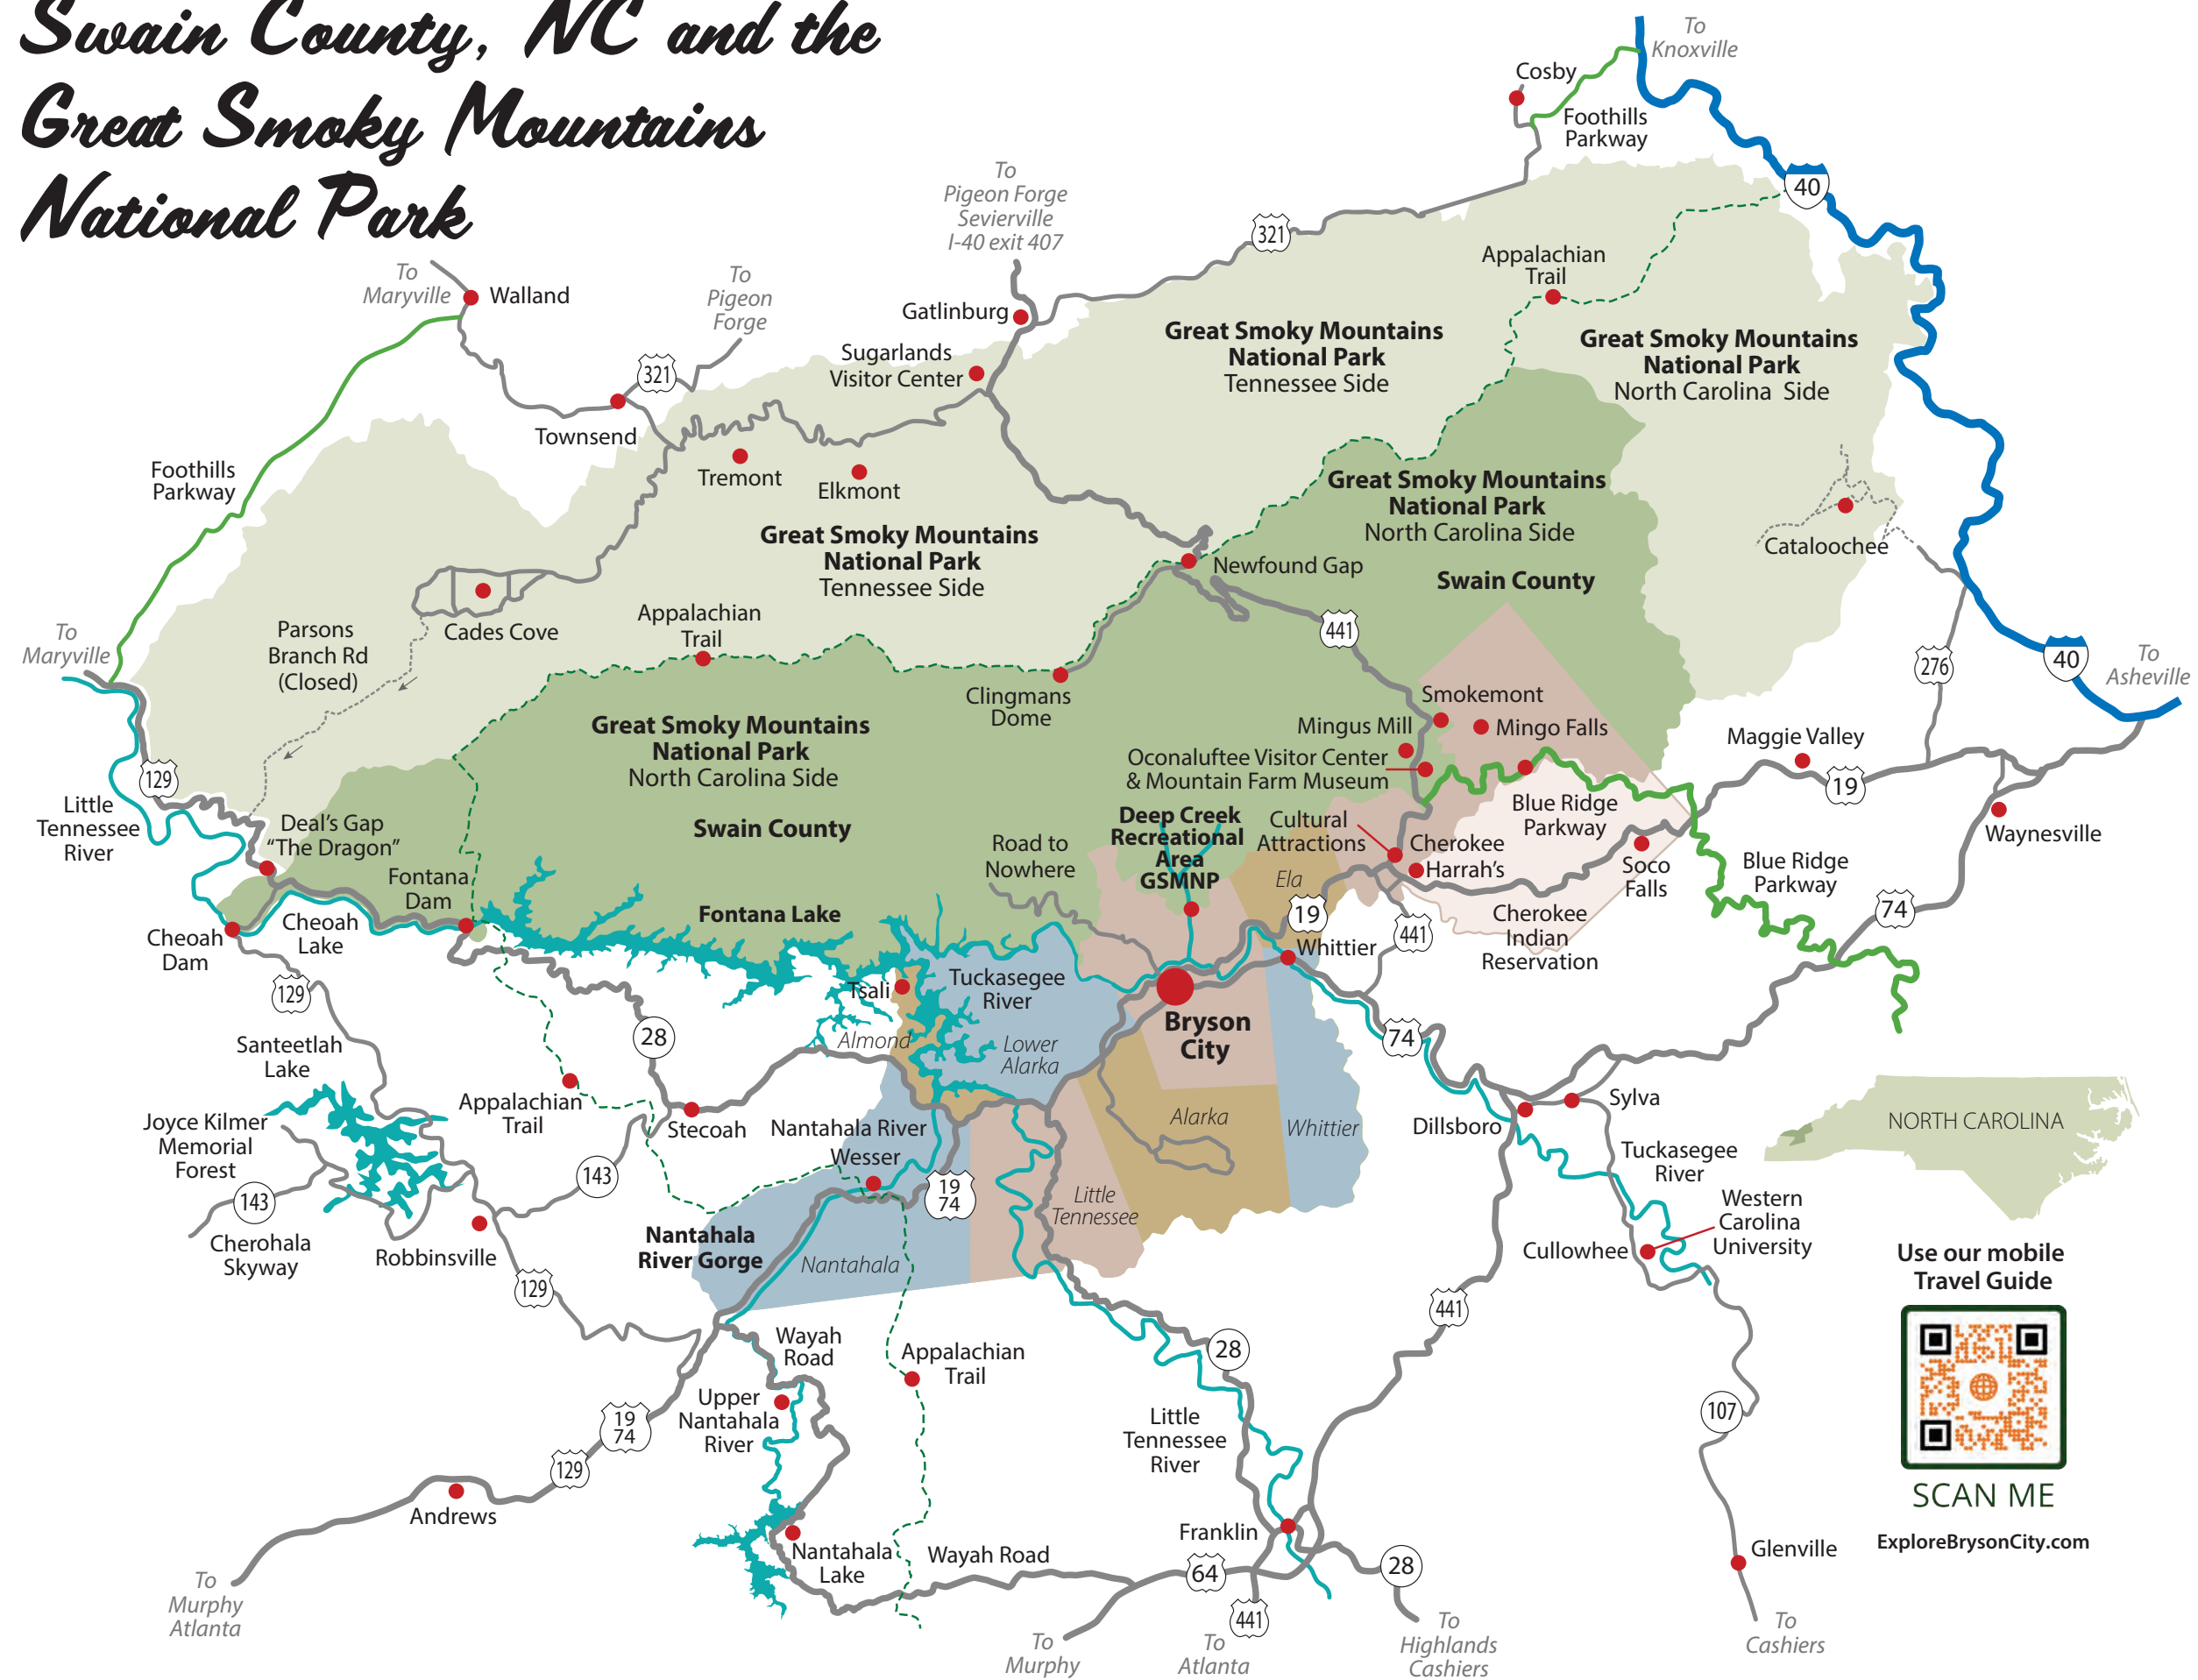 Swain County, NC and the
Great Smoky Mountains
National Park
To
Knoxville
Cosby
Foothills
Parkway
40
To
Pigeon Forge
Sevierville
I-40 exit 407
321
To
Maryville
Walland
To
Pigeon
Forge
Gatlinburg
Appalachian
Trail
Sugarlands
Visitor Center
321
Townsend
Great Smoky Mountains
National Park
Tennessee Side
Great Smoky Mountains
National Park
North Carolina  Side
Foothills
Parkway
Tremont
Elkmont
Great Smoky Mountains
National Park
North Carolina Side
Swain County
Cataloochee
Great Smoky Mountains
National Park
Tennessee Side
Newfound Gap
441
To
Maryville
Parsons
Branch Rd
(Closed)
Cades Cove
Appalachian
Trail
Clingmans
Dome
276
40
To
Asheville
Great Smoky Mountains
National Park
North Carolina Side
Swain County
Smokemont
Mingus Mill
Mingo Falls
Oconaluftee Visitor Center
& Mountain Farm Museum
Maggie Valley
19
Waynesville
129
Little
Tennessee
River
Deal's Gap
“The Dragon”
Fontana
Dam
Cheoah
Lake
Cheoah
Dam
Fontana Lake
Road to
Nowhere
Deep Creek
Recreational
Area
GSMNP
Cultural
Attractions
Ela
Cherokee
Harrah's
Blue Ridge
Parkway
Soco
Falls
Blue Ridge
Parkway
74
19
441
Whittier
Cherokee
Indian
Reservation
129
Santeetlah
Lake
28
Tsali
Almond
Tuckasegee
River
Lower
Alarka
Bryson
City
74
Joyce Kilmer
Memorial
Forest
143
Cherohala
Skyway
Robbinsville
143
129
Appalachian
Trail
Stecoah
Nantahala River
Wesser
19
74
Nantahala
River Gorge
Nantahala
Little
Tennessee
Alarka
Whittier
Dillsboro
Sylva
Tuckasegee
River
Western
Carolina
University
Cullowhee
441
NORTH CAROLINA
Use our mobile
Travel Guide
SCAN ME
ExploreBrysonCity.com
Wayah
Road
Upper
Nantahala
River
Appalachian
Trail
28
Little
Tennessee
River
107
19
74
129
Andrews
To
Murphy
Atlanta
Nantahala
Lake
Wayah Road
Franklin
64
28
441
Glenville
To
Murphy
To
Atlanta
To
Highlands
Cashiers
To
Cashiers